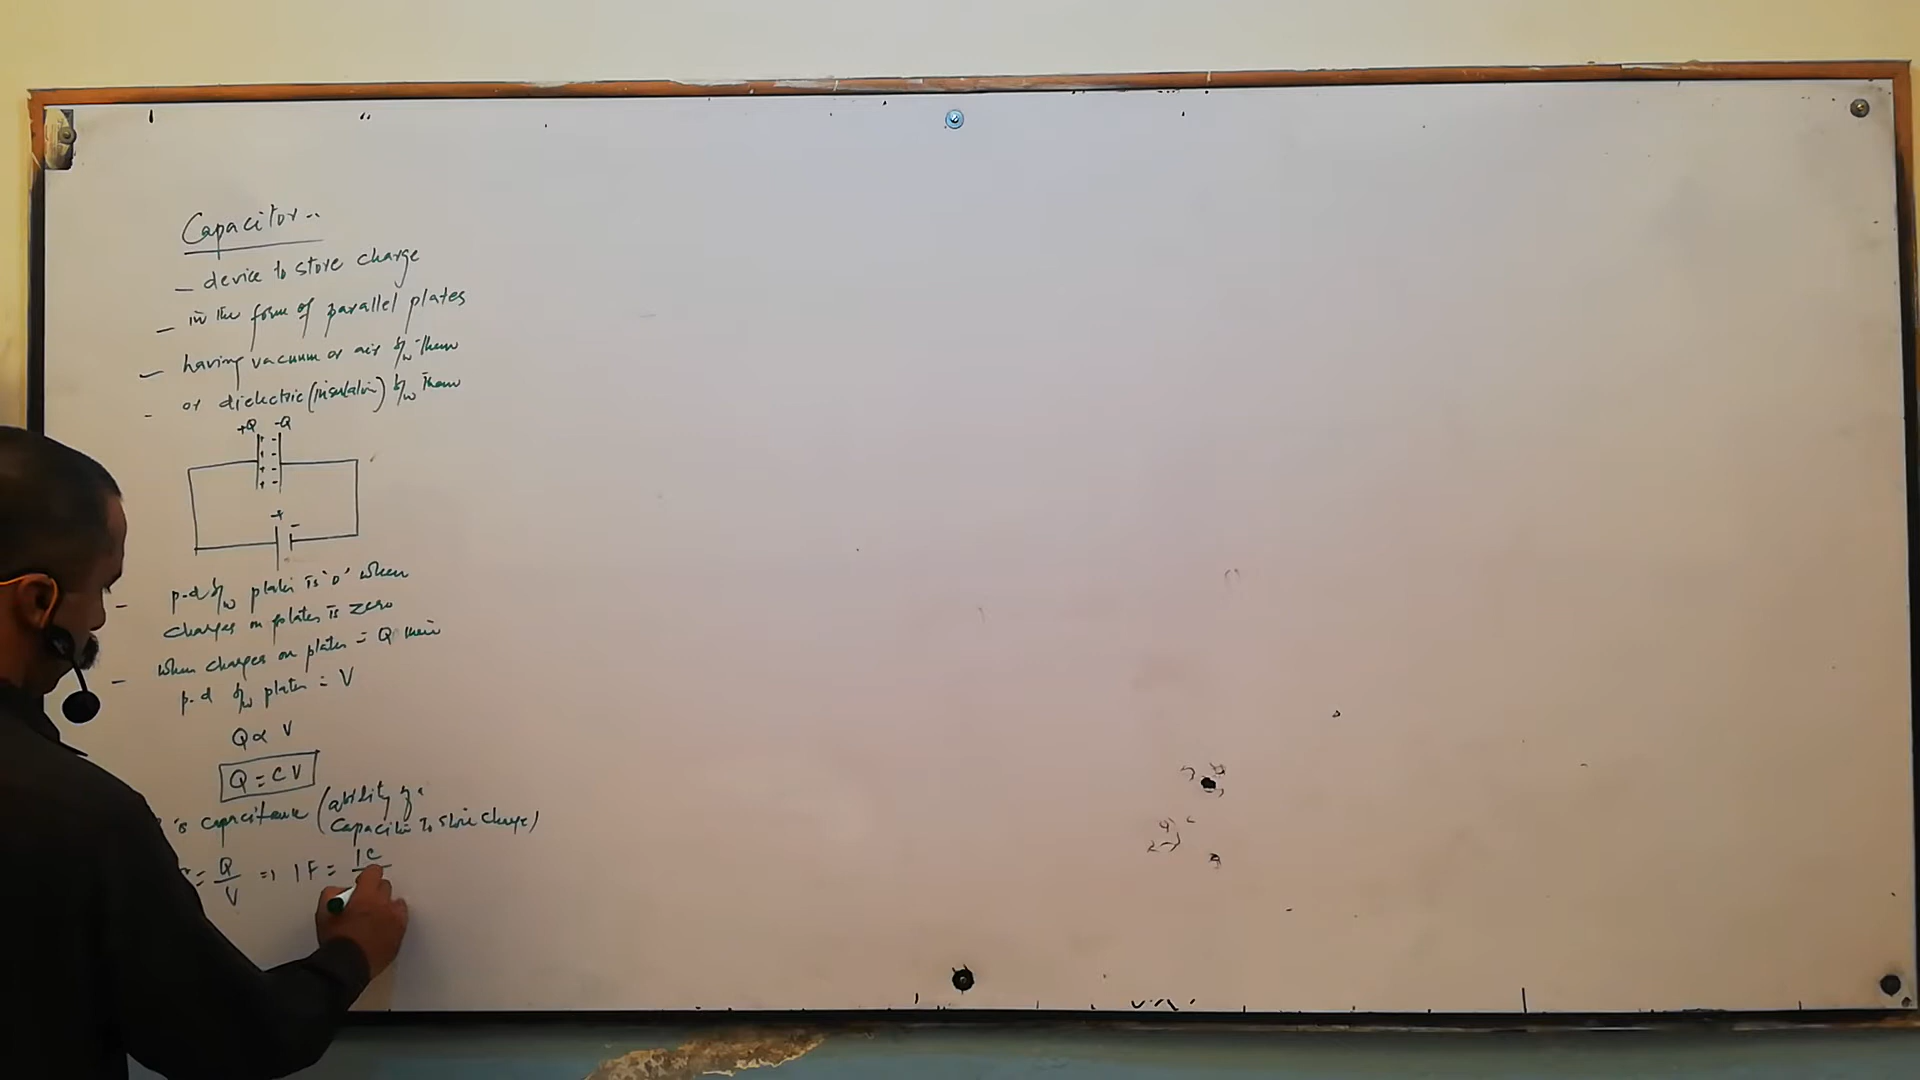 Capacitor..
– device to store charge
– in the form of parallel plates
– having vacuum or air b/w them
- or dielectric (insulator) b/w them
+Q -Q
+ -
+ -
+ -
+ -
+ -
– p.d b/w plates is '0' when
charges on plates is zero
– when charges on plates = Q then
p.d b/w plates = V
Q ∝ V
Q = CV
is capacitance (ability of a
capacitor to store charge)
= Q/V => 1 F = 1C